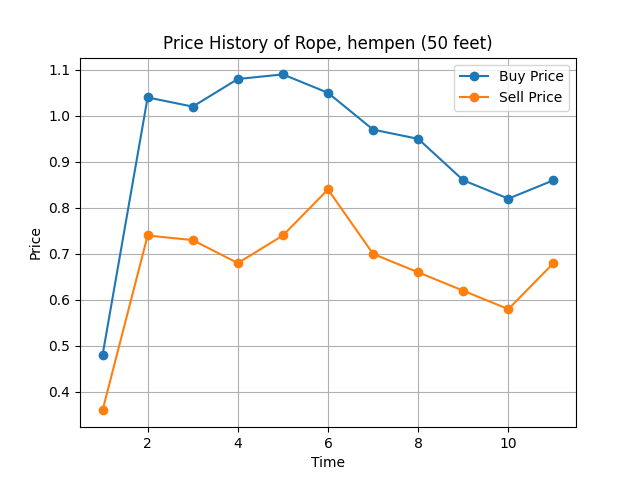 Price History of Rope, hempen (50 feet)
Buy Price
Sell Price
1.1
1.0
0.9
0.8
0.7
0.6
0.5
0.4
Price
2 4 6 8 10
Time